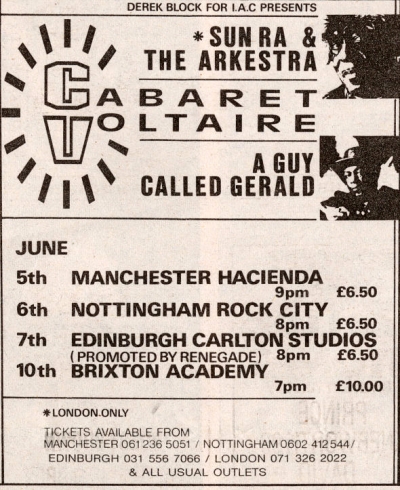 DEREK BLOCK FOR I.A.C PRESENTS
*SUN RA &
THE ARKESTRA
CABARET
VOLTAIRE
A GUY
CALLED GERALD
JUNE
5th MANCHESTER HACIENDA
9pm £6.50
6th NOTTINGHAM ROCK CITY
8pm £6.50
7th EDINBURGH CARLTON STUDIOS
(PROMOTED BY RENEGADE) 8pm £6.50
10th BRIXTON ACADEMY
7pm £10.00
*LONDON.ONLY
TICKETS AVAILABLE FROM
MANCHESTER 061 236 5051 / NOTTINGHAM 0602 412544/
EDINBURGH 031 556 7066 / LONDON 071 326 2022
& ALL USUAL OUTLETS